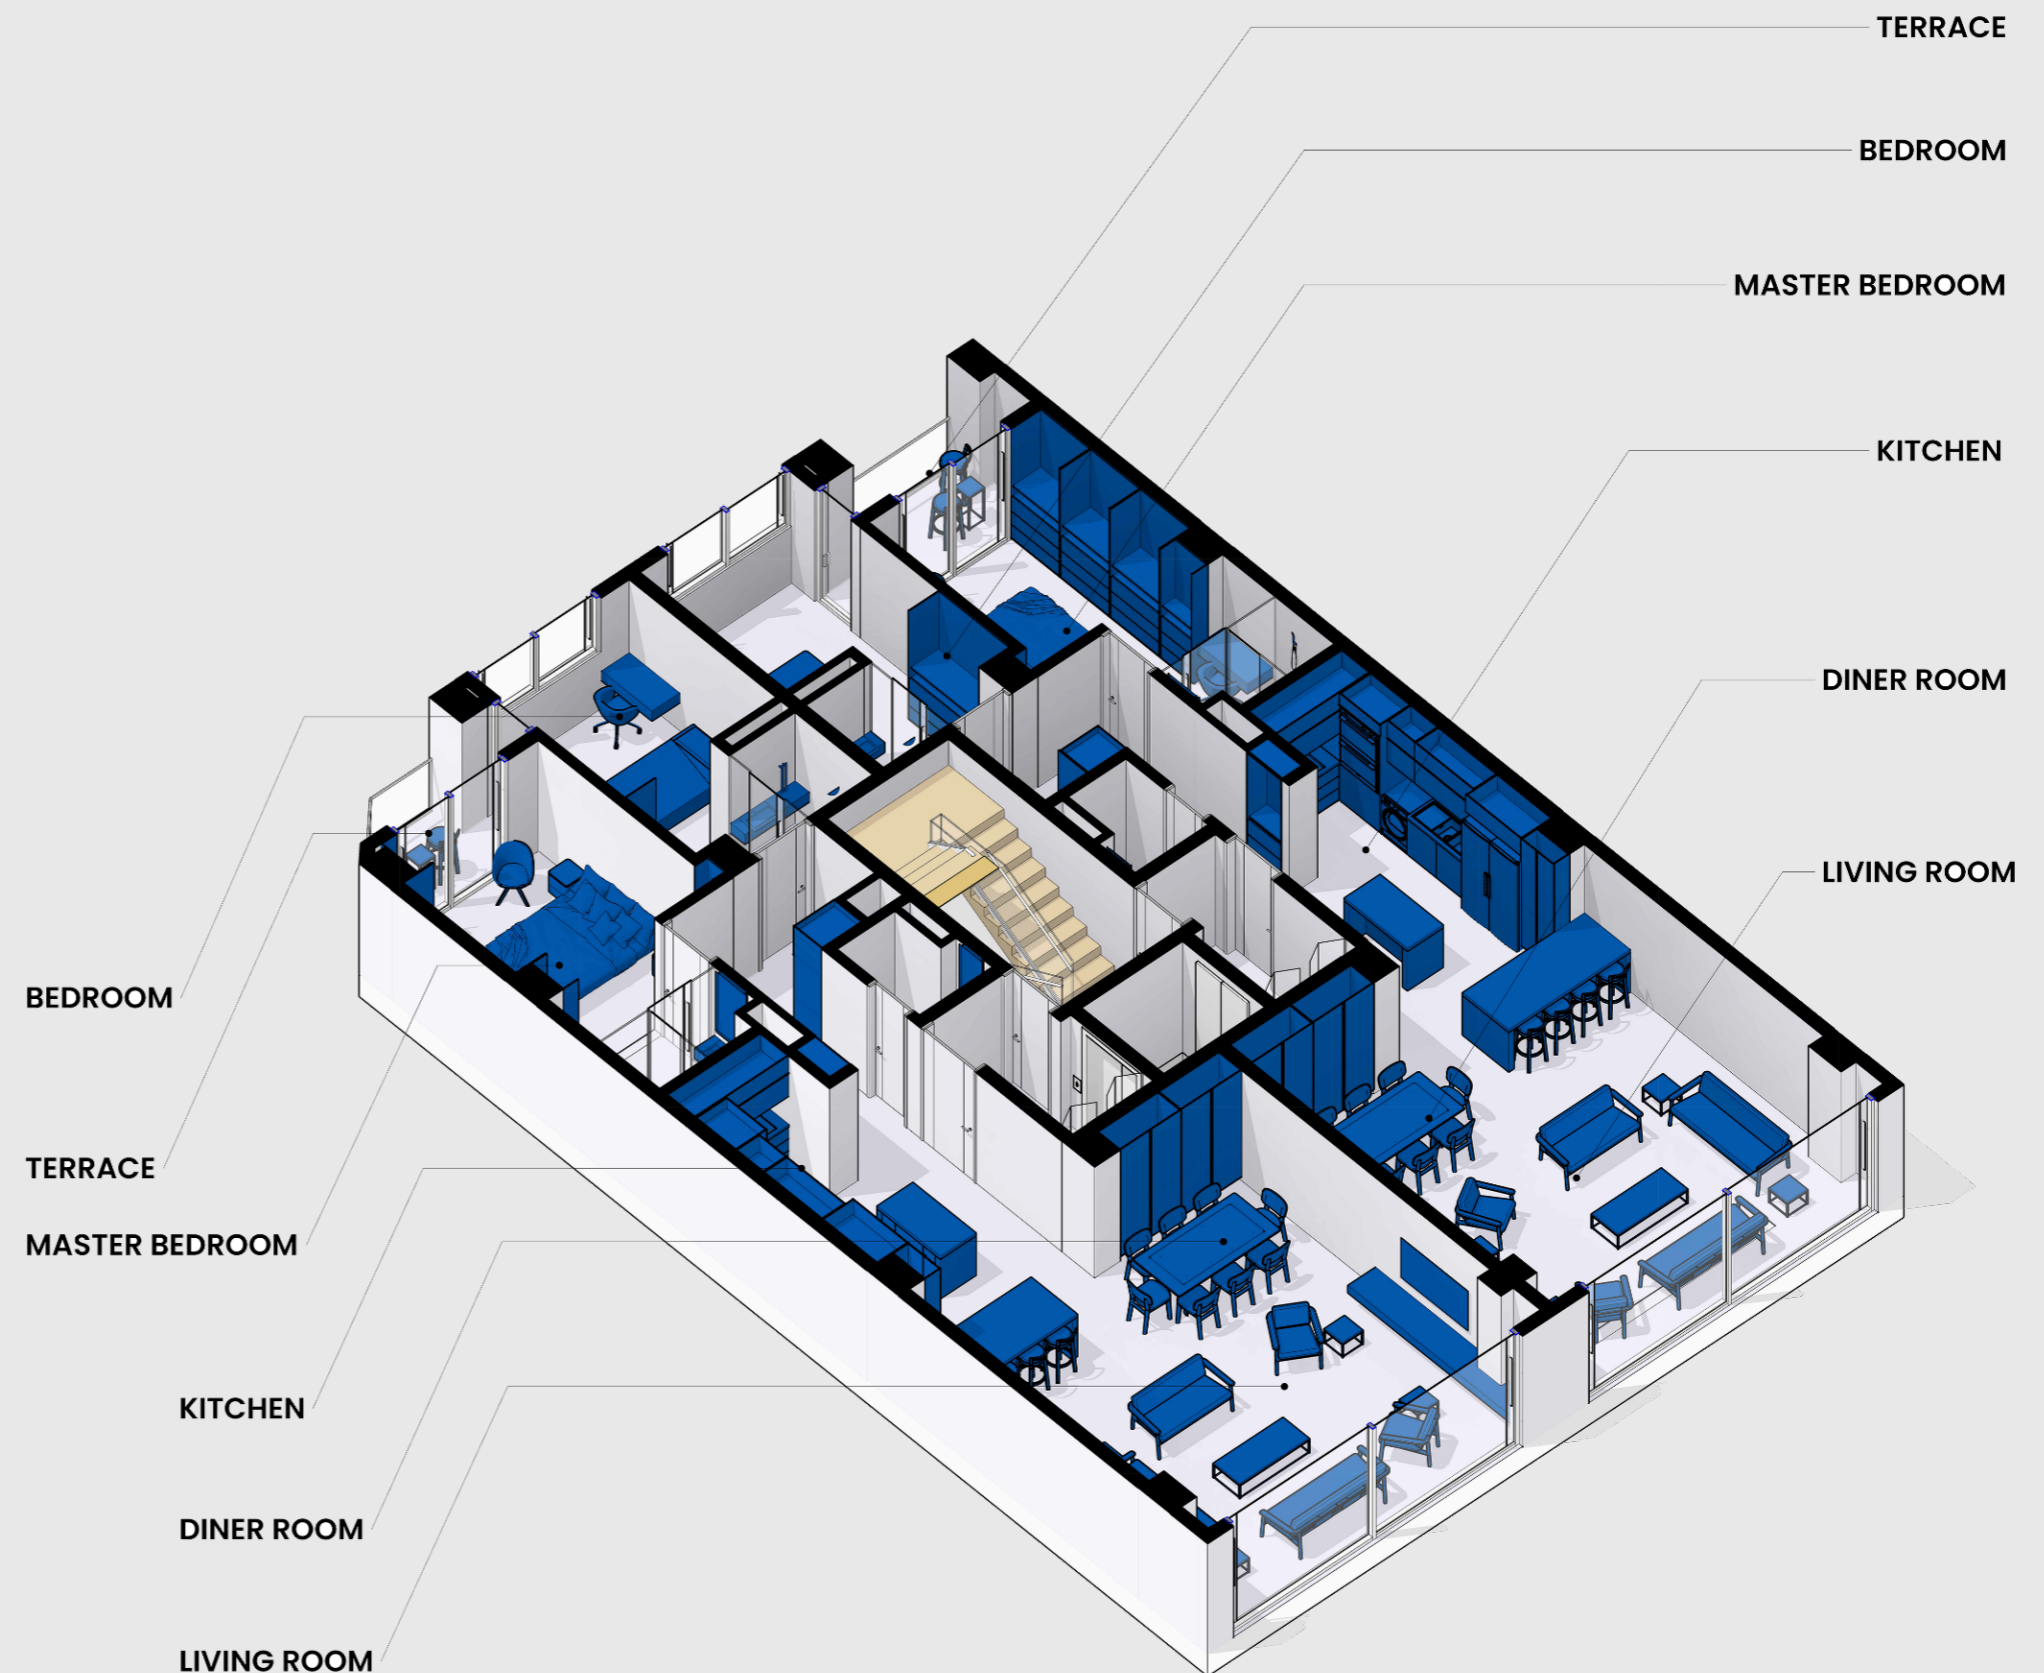 TERRACE
BEDROOM
MASTER BEDROOM
KITCHEN
DINER ROOM
LIVING ROOM
BEDROOM
TERRACE
MASTER BEDROOM
KITCHEN
DINER ROOM
LIVING ROOM